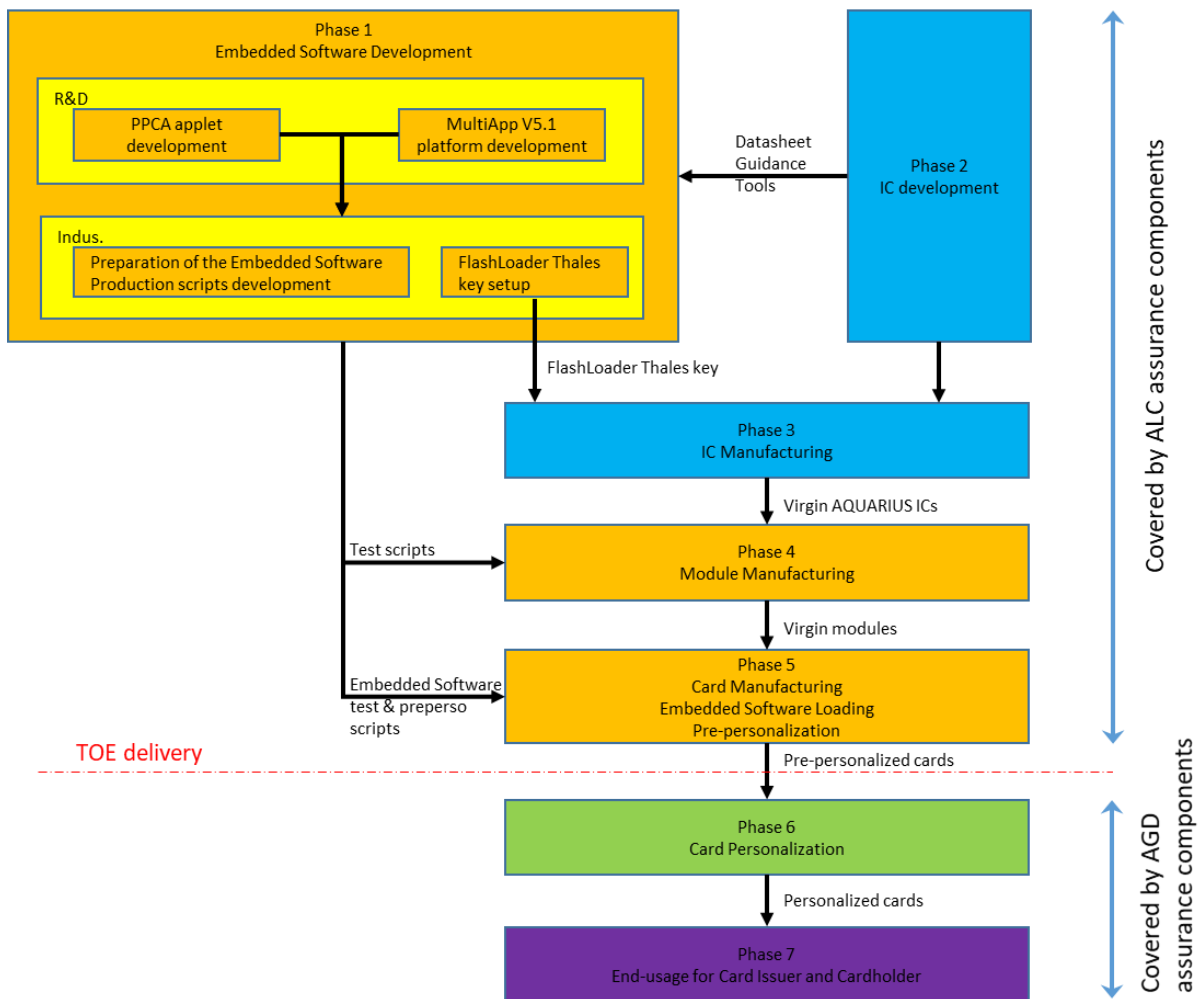 Phase 1
Embedded Software Development
R&D
PPCA applet
development
MultiApp V5.1
platform development
Datasheet
Guidance
Tools
Phase 2
IC development
Indus.
Preparation of the Embedded Software
Production scripts development
FlashLoader Thales
key setup
FlashLoader Thales key
Phase 3
IC Manufacturing
Virgin AQUARIUS ICs
Test scripts
Phase 4
Module Manufacturing
Virgin modules
Embedded Software
test & preperso
scripts
Phase 5
Card Manufacturing
Embedded Software Loading
Pre-personalization
TOE delivery
Pre-personalized cards
Phase 6
Card Personalization
Personalized cards
Phase 7
End-usage for Card Issuer and Cardholder
Covered by ALC assurance components
Covered by AGD
assurance components